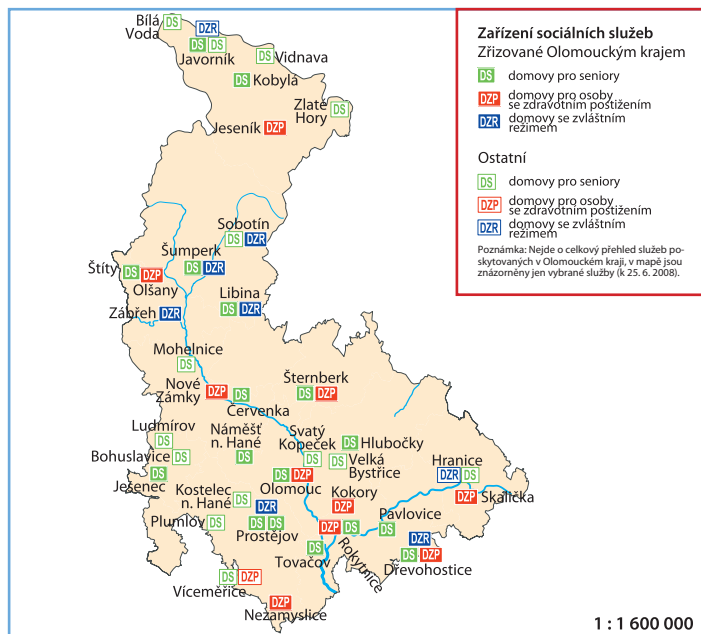 Bílá
Voda
DS
DZR
DS DS
Javorník
DS
Vidnava
DS
Kobylá
Zlaté
Hory
DS
Jeseník
DZP
Sobotín
DS DZR
Šumperk
DS DZR
Štíty
DS DZP
Olšany
Libina
DS DZR
Zábřeh
DZR
Mohelnice
DS
Nové
Zámky
DZP
DS
Červenka
Šternberk
DS DZP
Ludmírov
DS
Náměšť
n. Hané
DS
Svatý
Kopeček
DS
DS
Hlubočky
Bohuslavice
DS
DS
Velká
Bystřice
Jesenec
DS
DS DZP
Olomouc
Hranice
DZR DS
DZP
Skalička
Kostelec
n. Hané
DS
DZR
Kokory
DZP
Plumlov
DS
DS DS
Prostějov
DZP DS
Rokytnice
Pavlovice
DS
Tovačov
DS
DZR
DS DZP
Dřevohostice
DS DZP
Víceměřice
DZP
Nezamyslice
Zařízení sociálních služeb
Zřizované Olomouckým krajem
DS domovy pro seniory
DZP domovy pro osoby
se zdravotním postižením
DZR domovy se zvláštním
režimem
Ostatní
DS domovy pro seniory
DZP domovy pro osoby
se zdravotním postižením
DZR domovy se zvláštním
režimem
Poznámka: Nejde o celkový přehled služeb po-
skytovaných v Olomouckém kraji, v mapě jsou
znázorněny jen vybrané služby (k 25. 6. 2008).
1 : 1 600 000